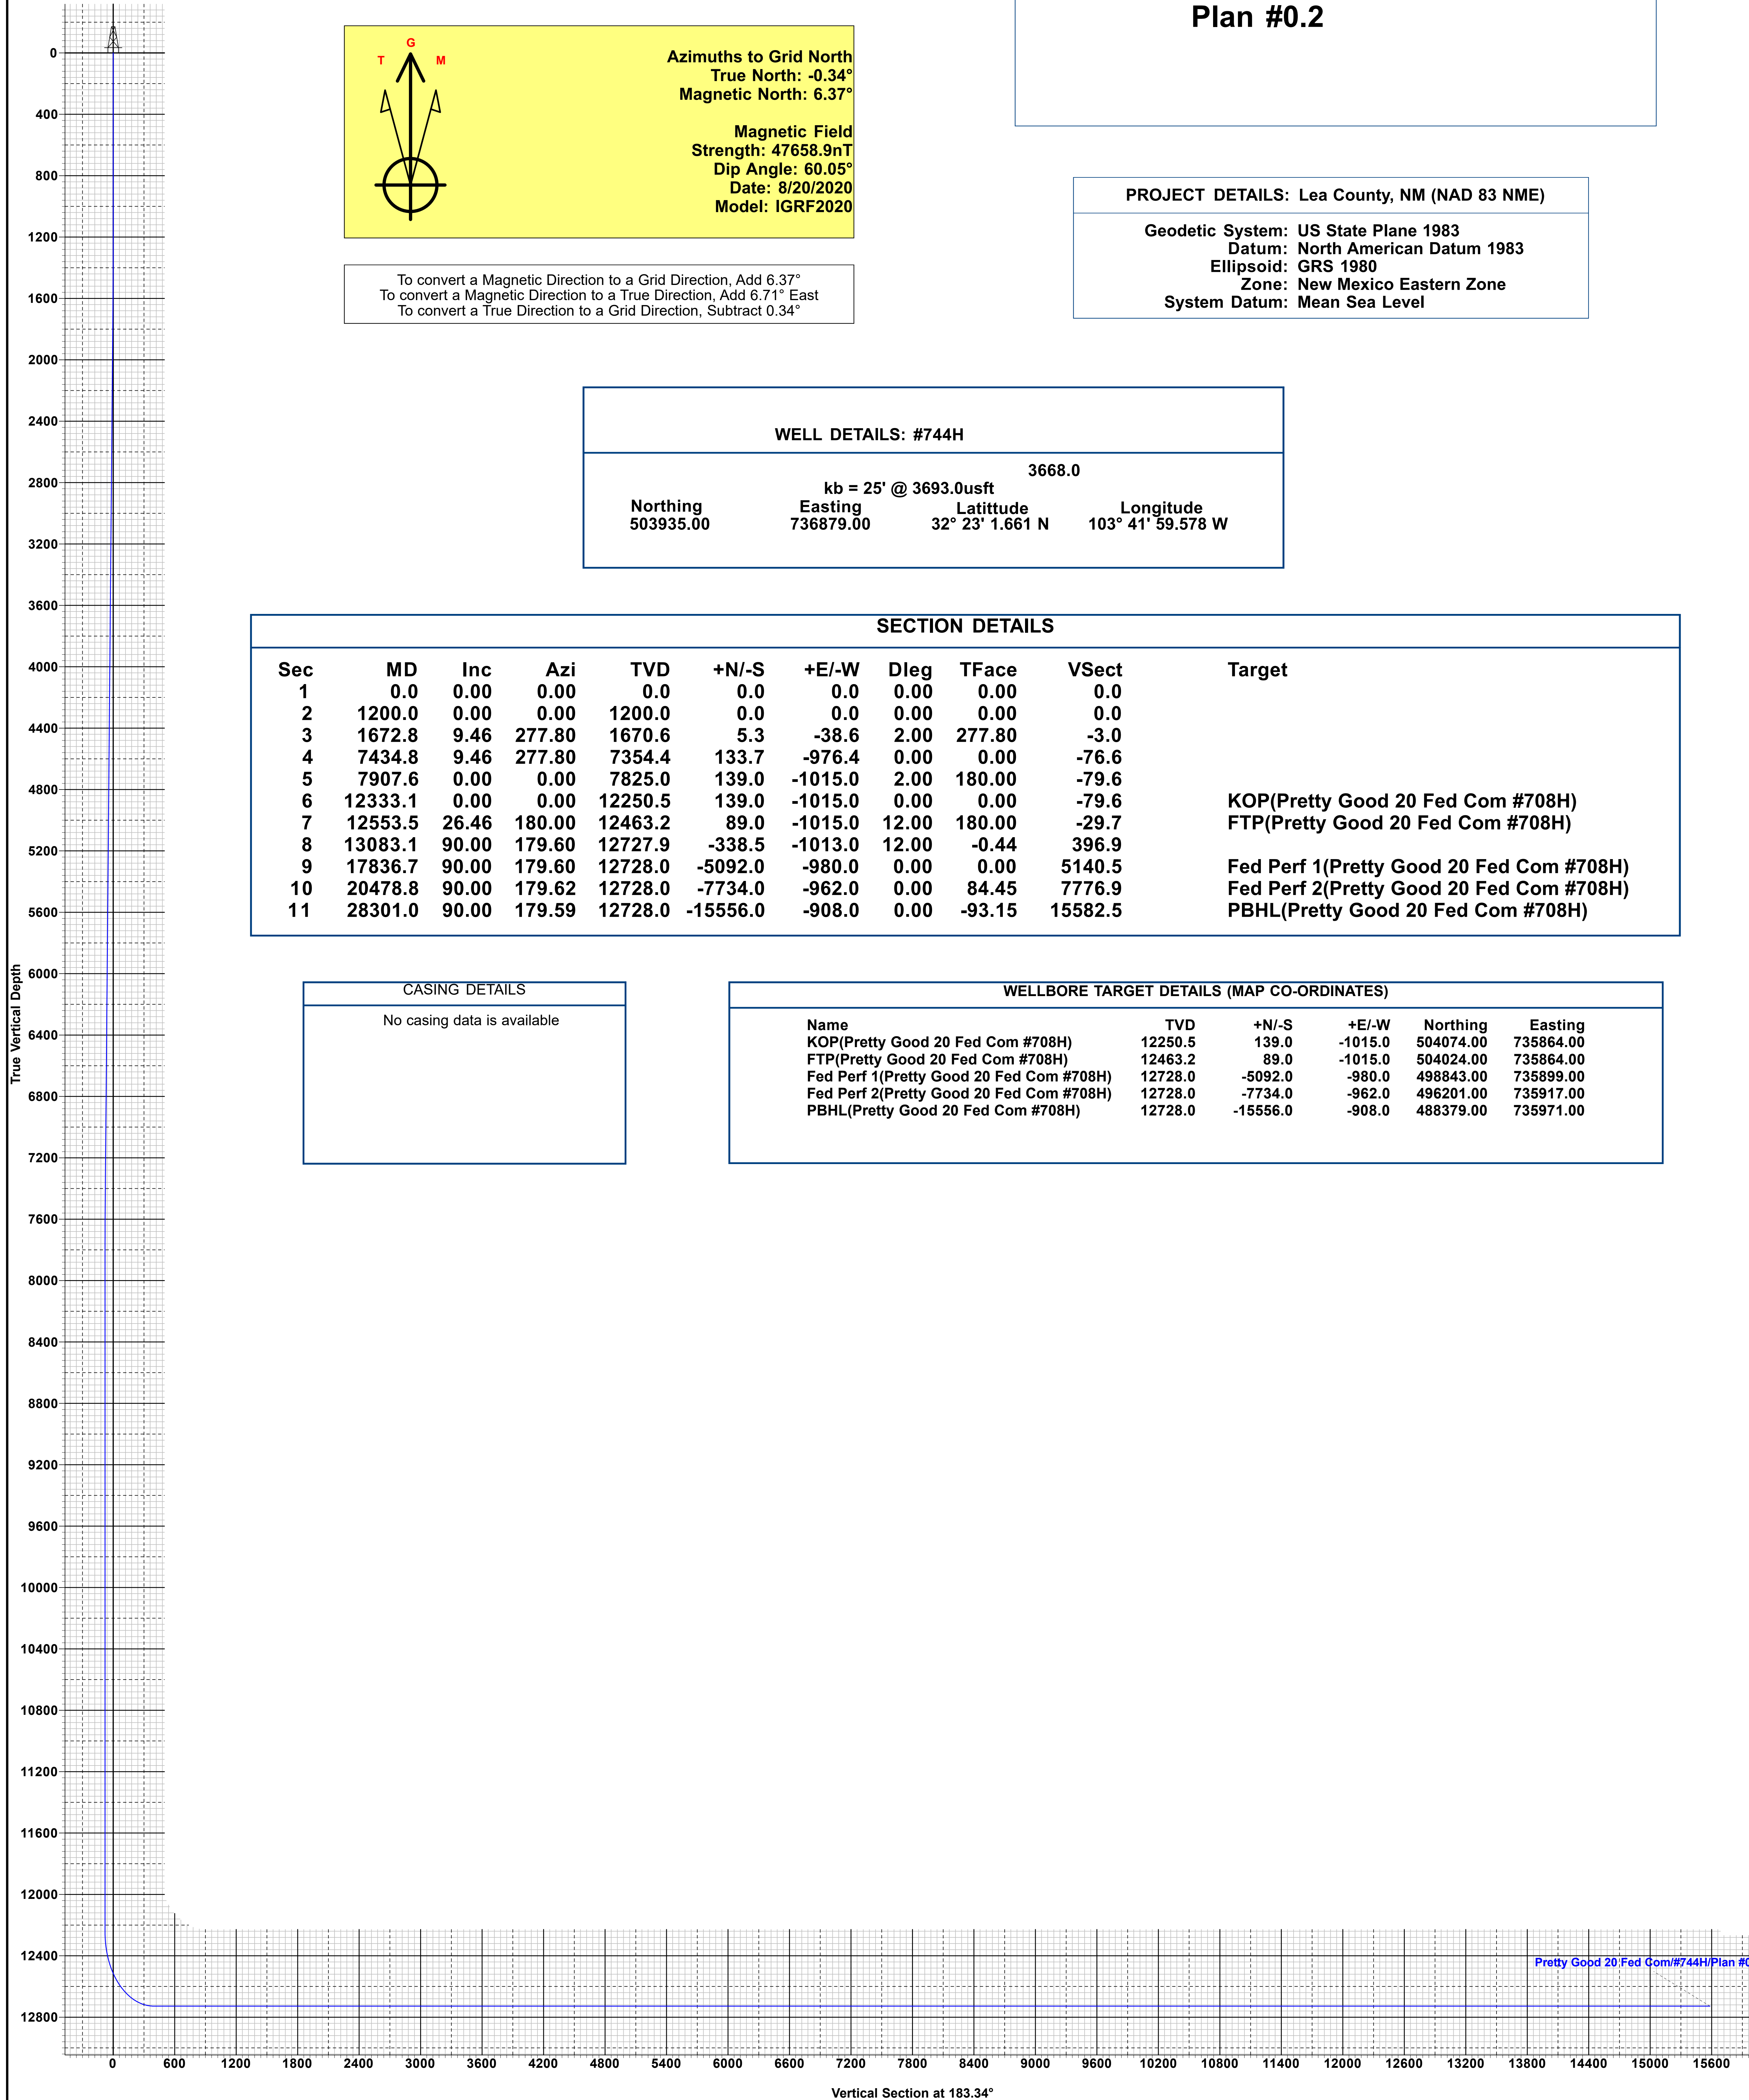 Plan #0.2
G
T M
Azimuths to Grid North
True North: -0.34°
Magnetic North: 6.37°
Magnetic Field
Strength: 47658.9nT
Dip Angle: 60.05°
Date: 8/20/2020
Model: IGRF2020
To convert a Magnetic Direction to a Grid Direction, Add 6.37°
To convert a Magnetic Direction to a True Direction, Add 6.71° East
To convert a True Direction to a Grid Direction, Subtract 0.34°
PROJECT DETAILS: Lea County, NM (NAD 83 NME)
Geodetic System: US State Plane 1983
Datum: North American Datum 1983
Ellipsoid: GRS 1980
Zone: New Mexico Eastern Zone
System Datum: Mean Sea Level
WELL DETAILS: #744H
3668.0
kb = 25' @ 3693.0usft
Northing Easting Latittude Longitude
503935.00 736879.00 32° 23' 1.661 N 103° 41' 59.578 W
SECTION DETAILS
Sec MD Inc Azi TVD +N/-S +E/-W Dleg TFace VSect Target
1 0.0 0.00 0.00 0.0 0.0 0.0 0.00 0.00 0.0
2 1200.0 0.00 0.00 1200.0 0.0 0.0 0.00 0.00 0.0
3 1672.8 9.46 277.80 1670.6 5.3 -38.6 2.00 277.80 -3.0
4 7434.8 9.46 277.80 7354.4 133.7 -976.4 0.00 0.00 -76.6
5 7907.6 0.00 0.00 7825.0 139.0 -1015.0 2.00 180.00 -79.6
6 12333.1 0.00 0.00 12250.5 139.0 -1015.0 0.00 0.00 -79.6 KOP(Pretty Good 20 Fed Com #708H)
7 12553.5 26.46 180.00 12463.2 89.0 -1015.0 12.00 180.00 -29.7 FTP(Pretty Good 20 Fed Com #708H)
8 13083.1 90.00 179.60 12727.9 -338.5 -1013.0 12.00 -0.44 396.9
9 17836.7 90.00 179.60 12728.0 -5092.0 -980.0 0.00 0.00 5140.5 Fed Perf 1(Pretty Good 20 Fed Com #708H)
10 20478.8 90.00 179.62 12728.0 -7734.0 -962.0 0.00 84.45 7776.9 Fed Perf 2(Pretty Good 20 Fed Com #708H)
11 28301.0 90.00 179.59 12728.0 -15556.0 -908.0 0.00 -93.15 15582.5 PBHL(Pretty Good 20 Fed Com #708H)
CASING DETAILS
No casing data is available
WELLBORE TARGET DETAILS (MAP CO-ORDINATES)
Name TVD +N/-S +E/-W Northing Easting
KOP(Pretty Good 20 Fed Com #708H) 12250.5 139.0 -1015.0 504074.00 735864.00
FTP(Pretty Good 20 Fed Com #708H) 12463.2 89.0 -1015.0 504024.00 735864.00
Fed Perf 1(Pretty Good 20 Fed Com #708H) 12728.0 -5092.0 -980.0 498843.00 735899.00
Fed Perf 2(Pretty Good 20 Fed Com #708H) 12728.0 -7734.0 -962.0 496201.00 735917.00
PBHL(Pretty Good 20 Fed Com #708H) 12728.0 -15556.0 -908.0 488379.00 735971.00
True Vertical Depth
0
400
800
1200
1600
2000
2400
2800
3200
3600
4000
4400
4800
5200
5600
6000
6400
6800
7200
7600
8000
8400
8800
9200
9600
10000
10400
10800
11200
11600
12000
12400
12800
Pretty Good 20 Fed Com/#744H/Plan #0
0 600 1200 1800 2400 3000 3600 4200 4800 5400 6000 6600 7200 7800 8400 9000 9600 10200 10800 11400 12000 12600 13200 13800 14400 15000 15600
Vertical Section at 183.34°